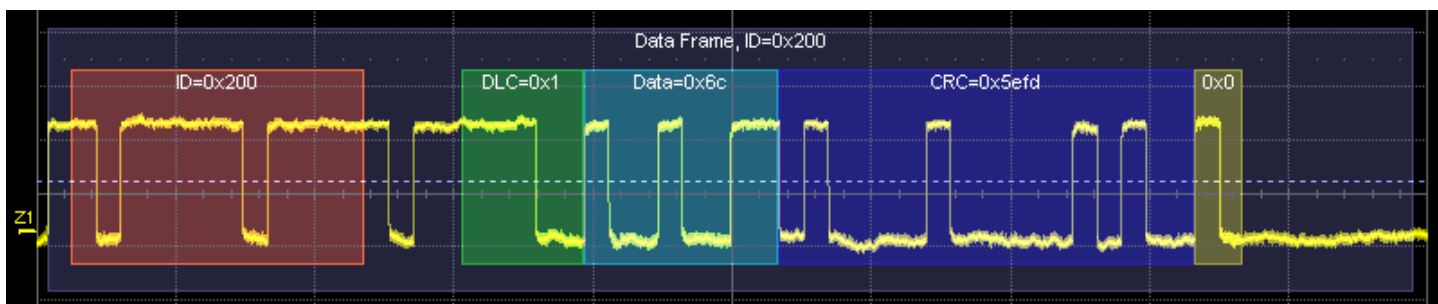 Data Frame, ID=0x200
ID=0x200 DLC=0x1 Data=0x6c CRC=0x5efd 0x0
Z1